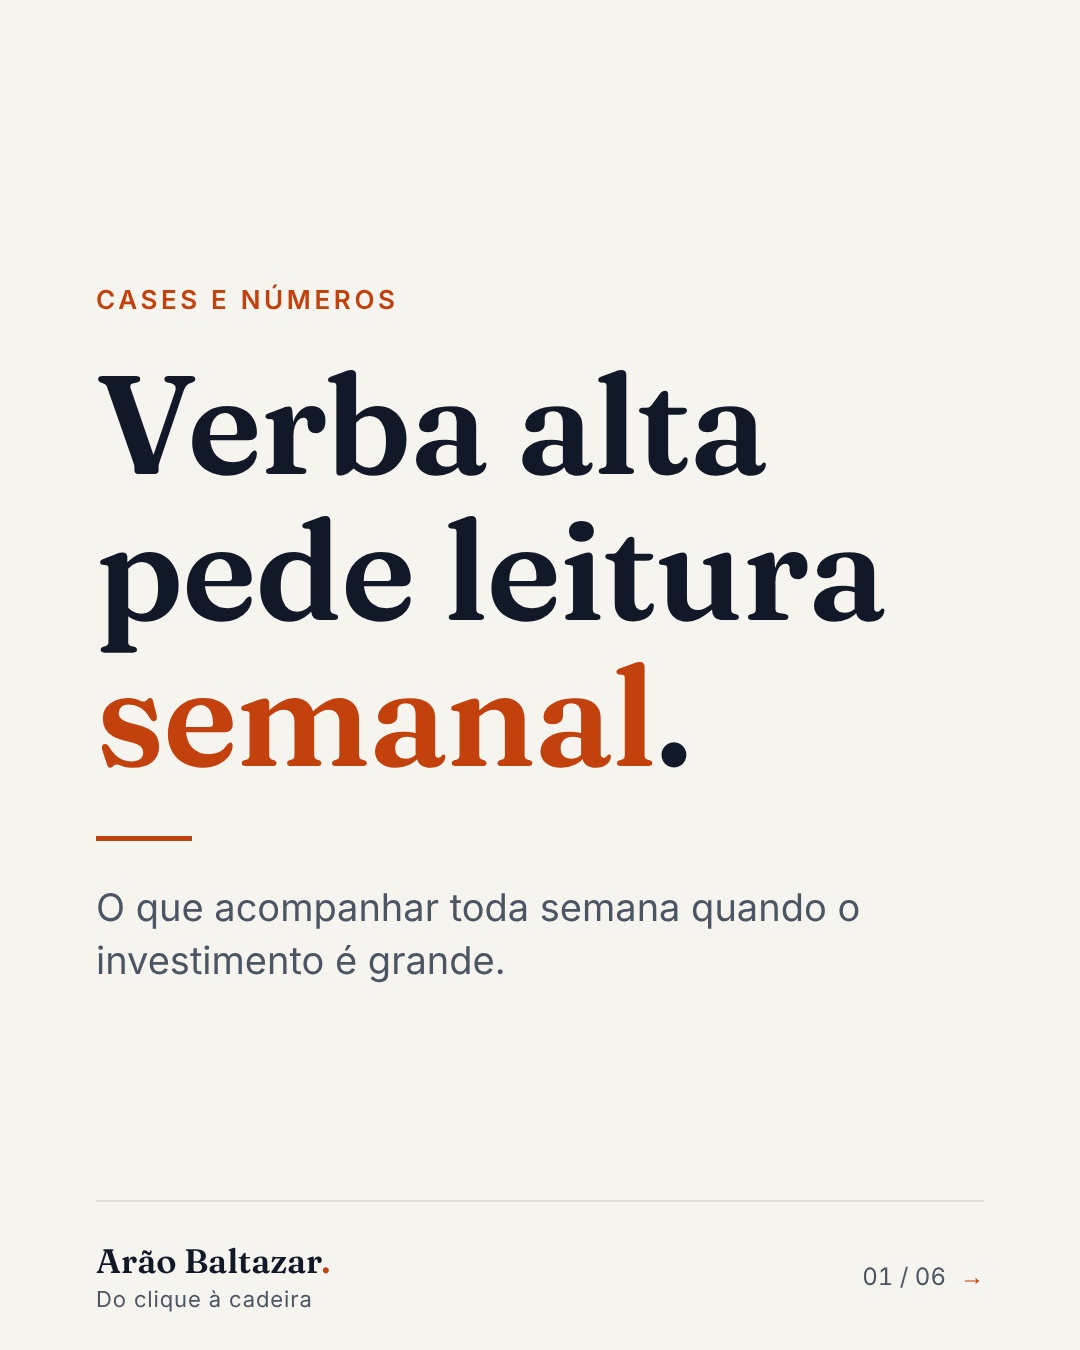 CASES E NÚMEROS
Verba alta
pede leitura
semanal.
O que acompanhar toda semana quando o
investimento é grande.
Arão Baltazar.
Do clique à cadeira
01 / 06 →